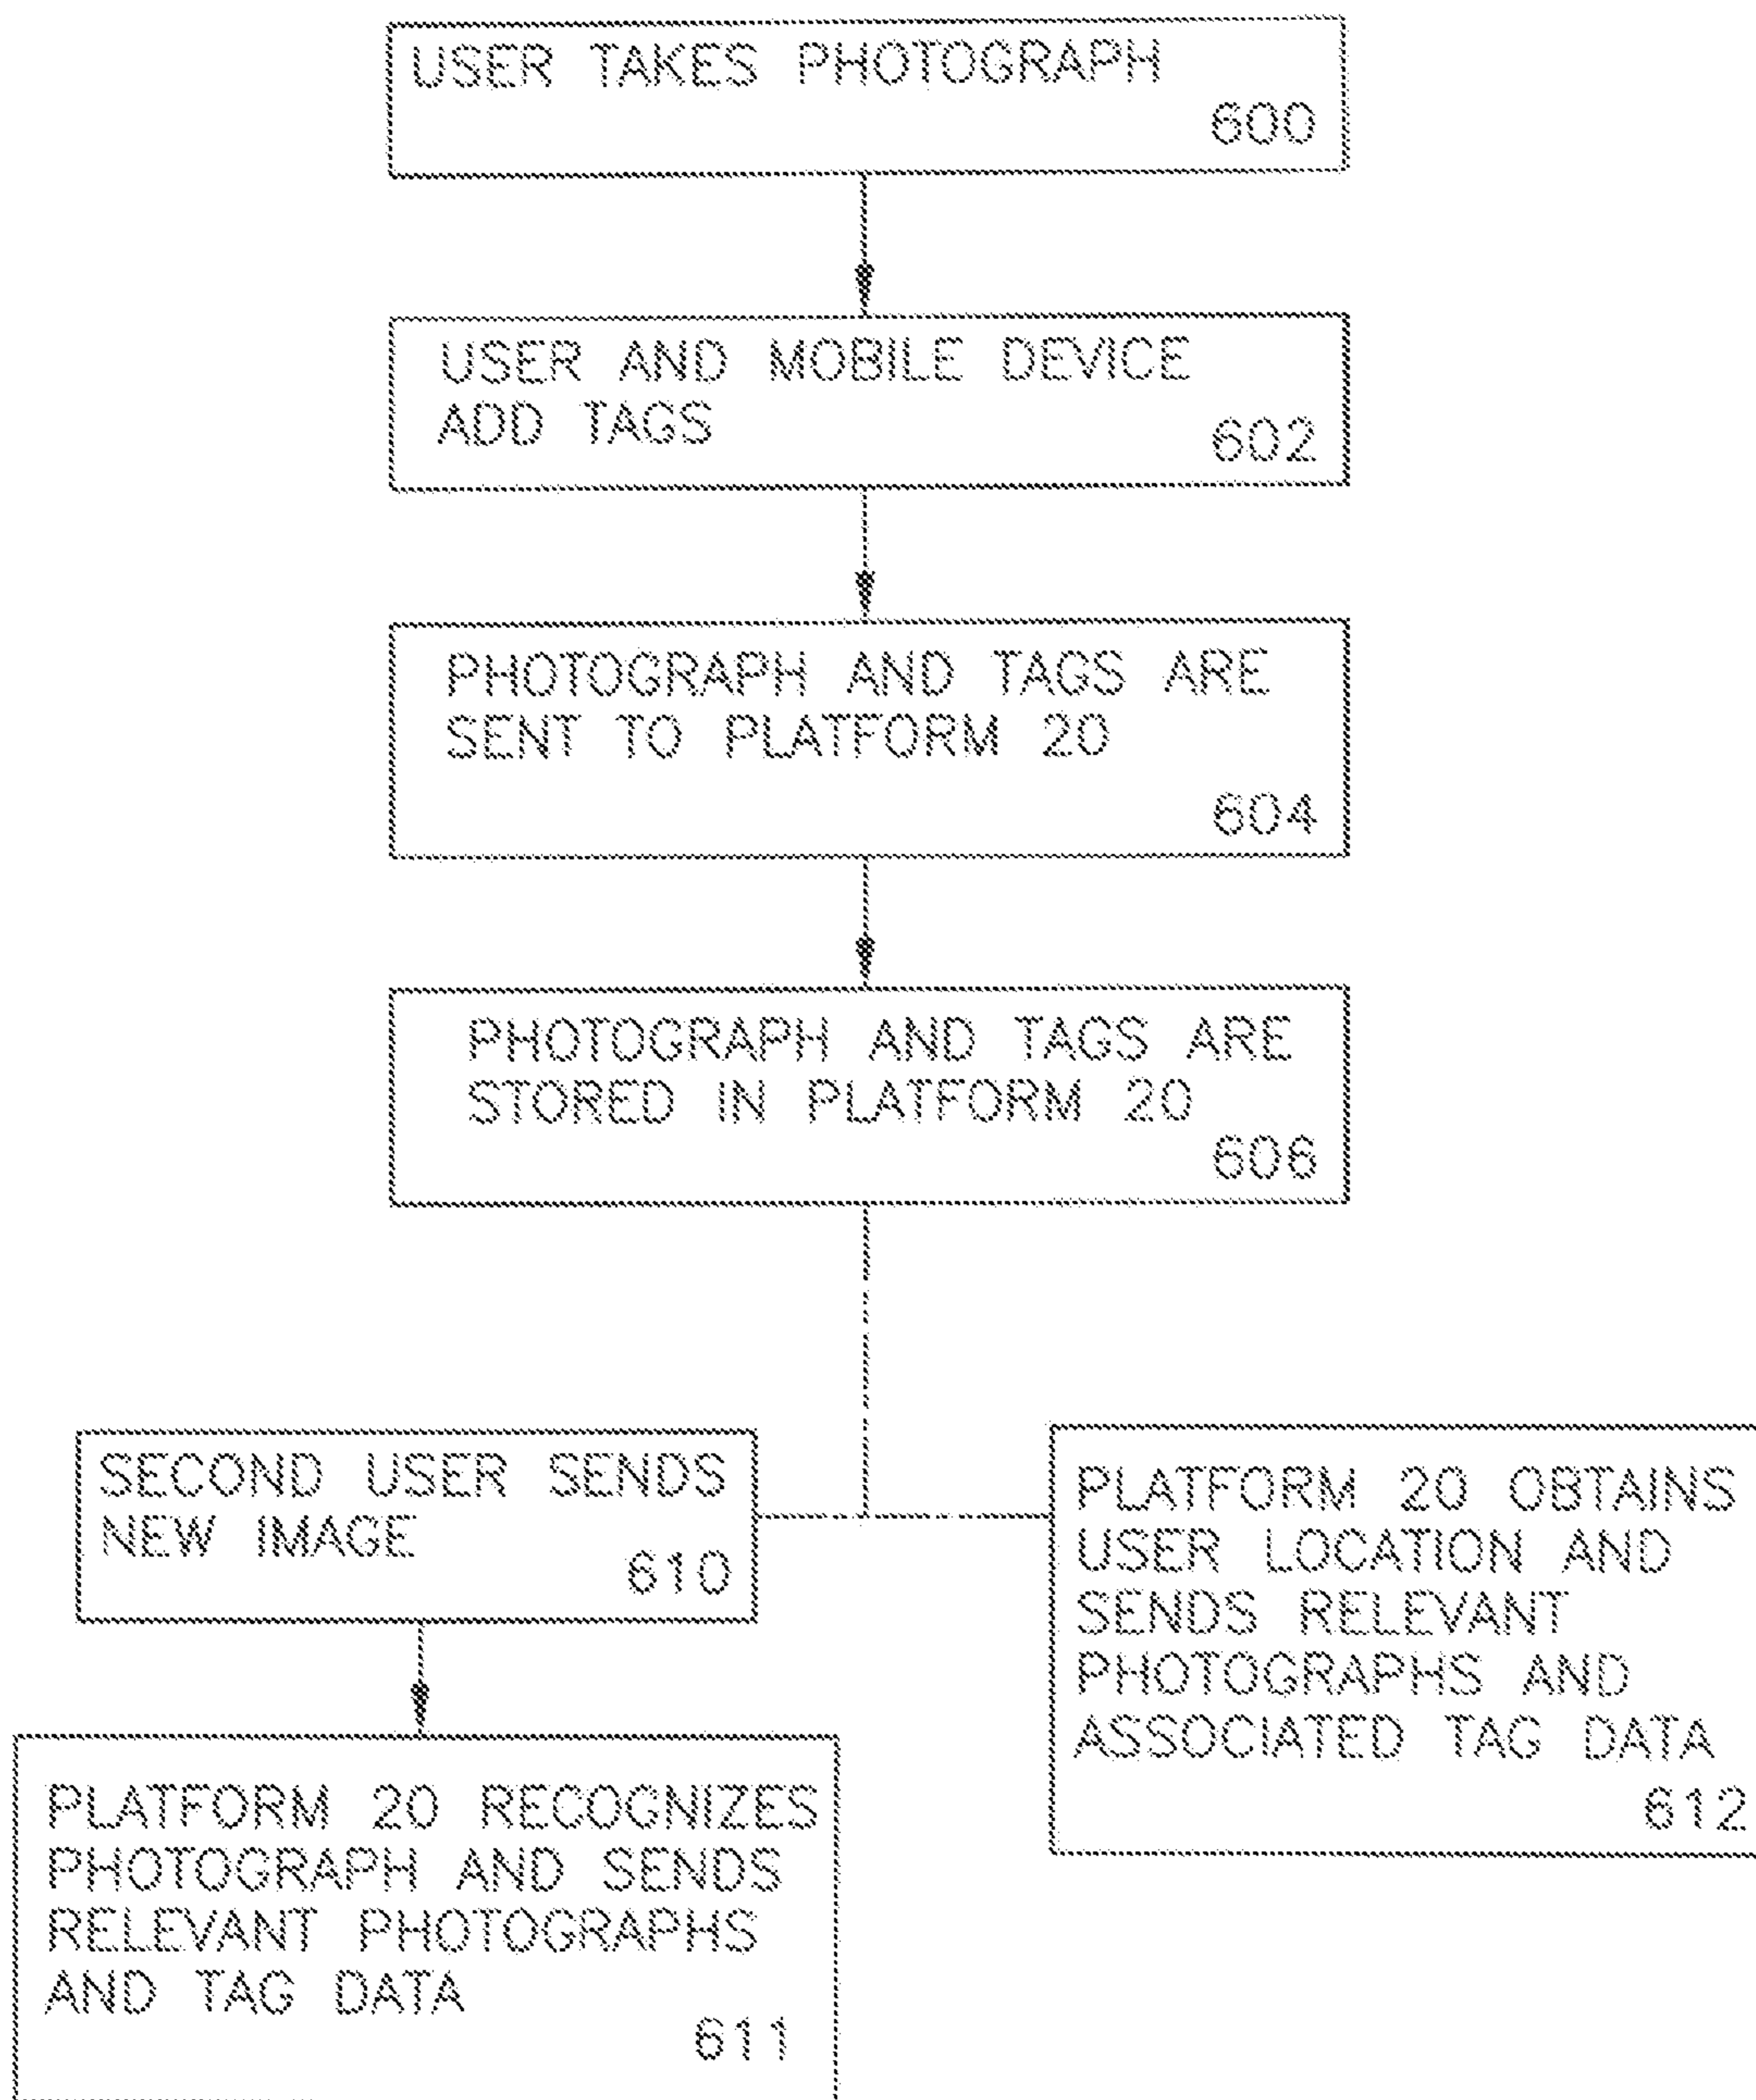 USER TAKES PHOTOGRAPH
600
USER AND MOBILE DEVICE
ADD TAGS
602
PHOTOGRAPH AND TAGS ARE
SENT TO PLATFORM 20
604
PHOTOGRAPH AND TAGS ARE
STORED IN PLATFORM 20
606
SECOND USER SENDS
NEW IMAGE
610
PLATFORM 20 RECOGNIZES
PHOTOGRAPH AND SENDS
RELEVANT PHOTOGRAPHS
AND TAG DATA
611
PLATFORM 20 OBTAINS
USER LOCATION AND
SENDS RELEVANT
PHOTOGRAPHS AND
ASSOCIATED TAG DATA
612